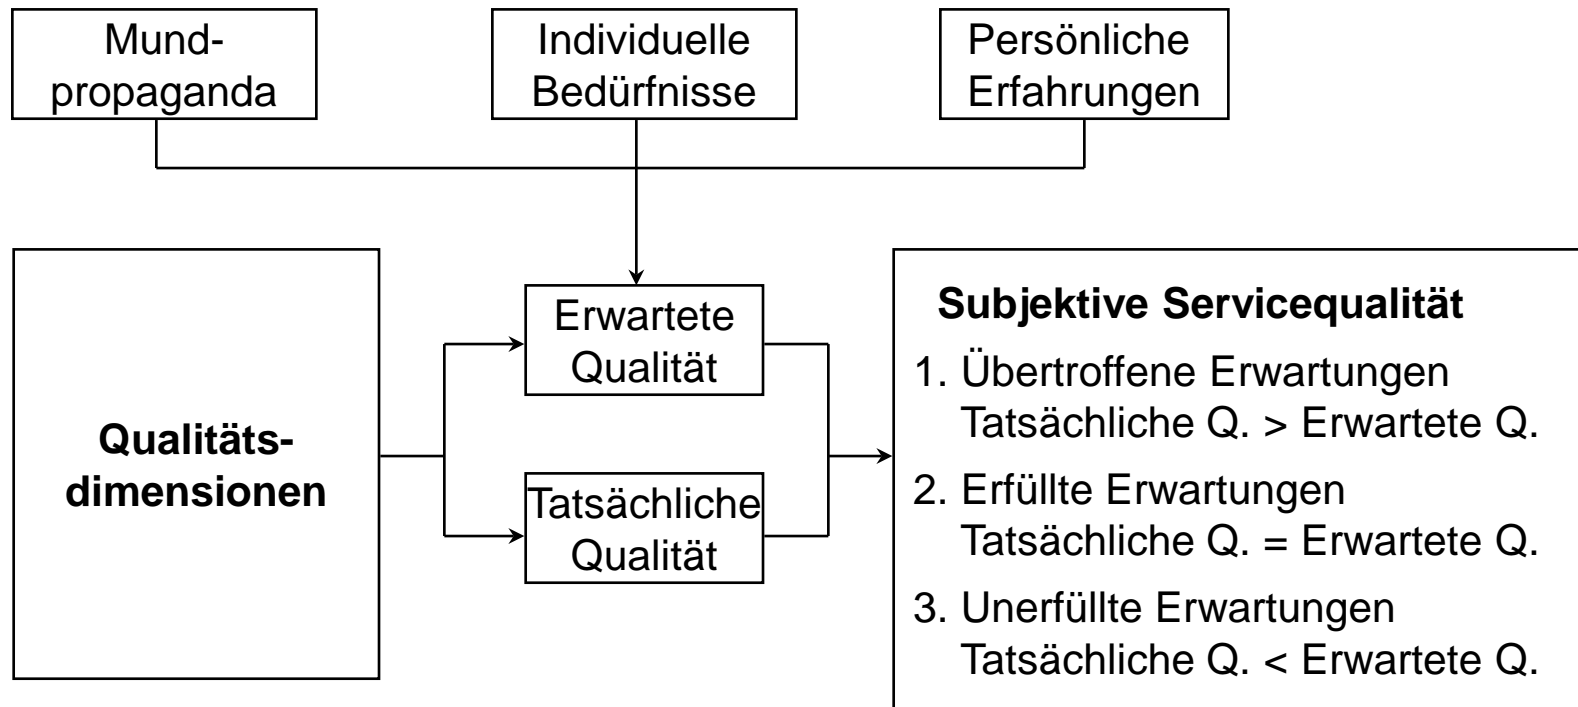 Mund-
propaganda
Individuelle
Bedürfnisse
Persönliche
Erfahrungen
Qualitäts-
dimensionen
Erwartete
Qualität
Tatsächliche
Qualität
Subjektive Servicequalität
1. Übertroffene Erwartungen
Tatsächliche Q. > Erwartete Q.
2. Erfüllte Erwartungen
Tatsächliche Q. = Erwartete Q.
3. Unerfüllte Erwartungen
Tatsächliche Q. < Erwartete Q.